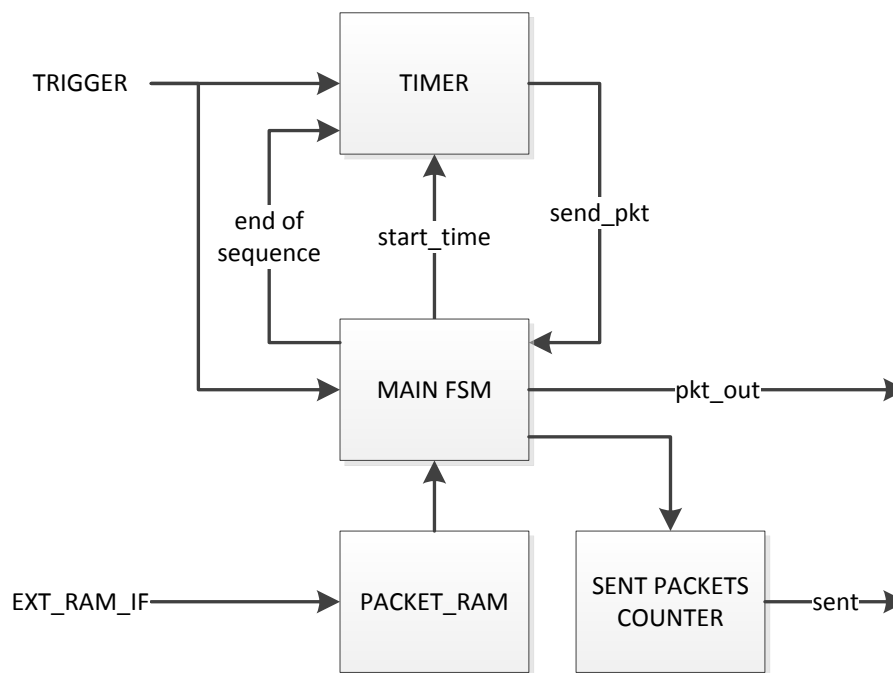 TRIGGER
TIMER
end of
sequence
start_time
send_pkt
MAIN FSM
pkt_out
EXT_RAM_IF
PACKET_RAM
SENT PACKETS
COUNTER
sent